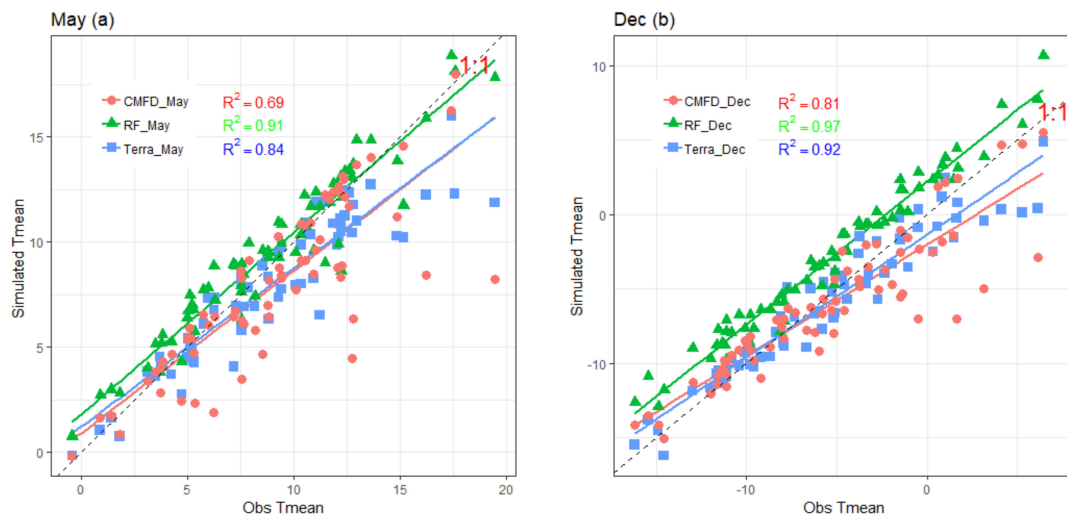 May (a)
Simulated Tmean
15
10
5
0
CMFD_May R² = 0.69
RF_May R² = 0.91
Terra_May R² = 0.84
1:1
0 5 10 15 20
Obs Tmean
Dec (b)
Simulated Tmean
10
0
-10
CMFD_Dec R² = 0.81
RF_Dec R² = 0.97
Terra_Dec R² = 0.92
1:1
-10 0
Obs Tmean